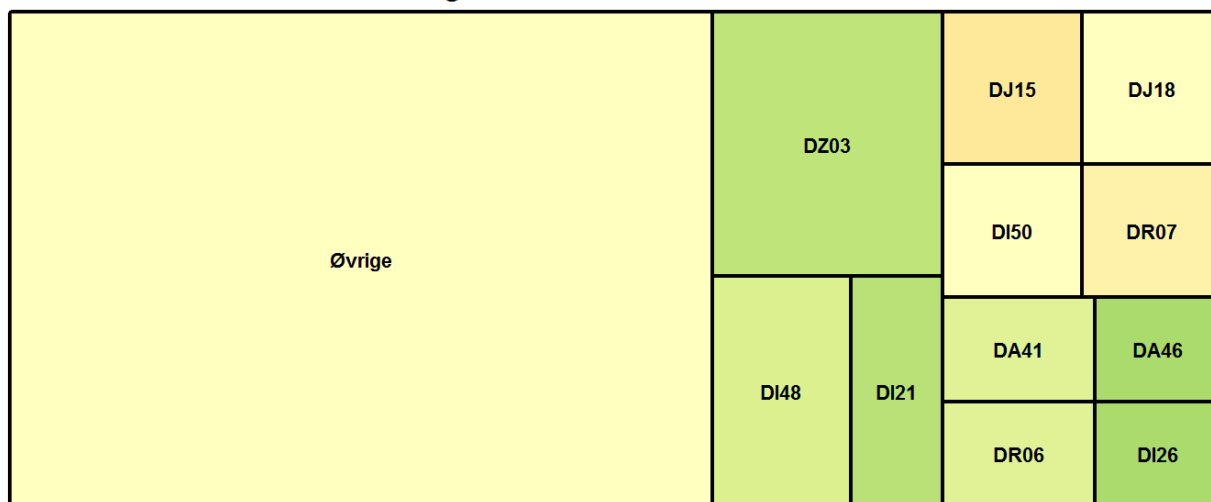 Øvrige
DZ03
DI48
DI21
DJ15
DJ18
DI50
DR07
DA41
DA46
DR06
DI26